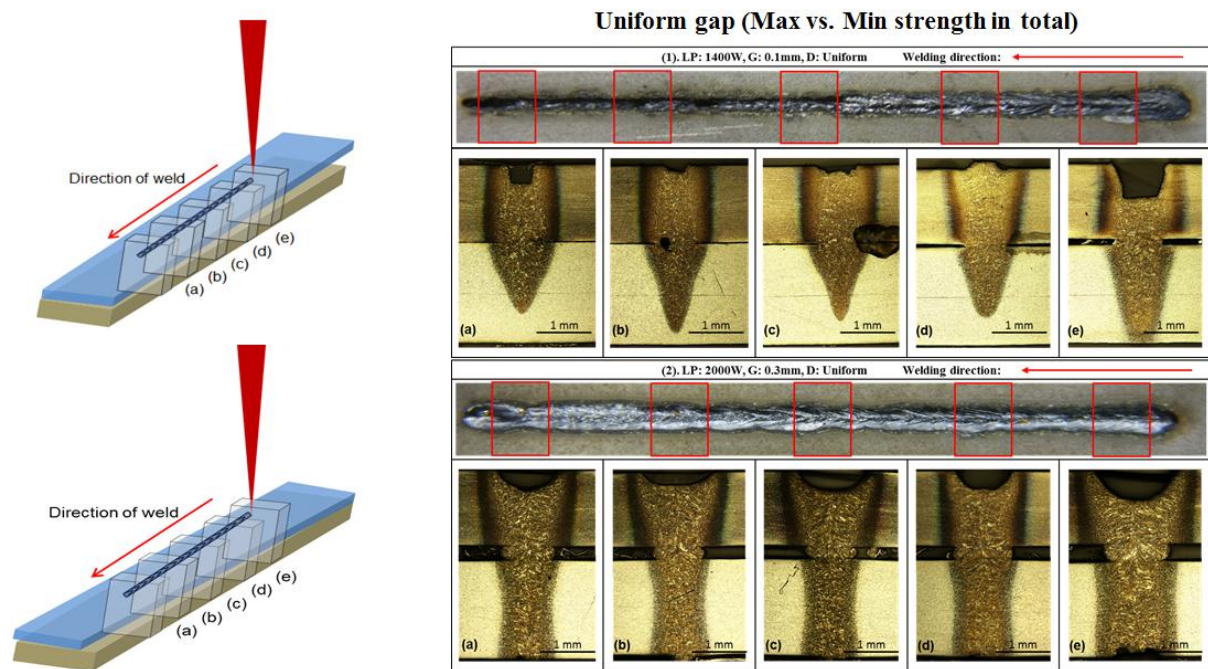 Direction of weld
(a)
(b)
(c)
(d)
(e)
Direction of weld
(a)
(b)
(c)
(d)
(e)
Uniform gap (Max vs. Min strength in total)
(1). LP: 1400W, G: 0.1mm, D: Uniform Welding direction:
(a) 1 mm
(b) 1 mm
(c) 1 mm
(d) 1 mm
(e) 1 mm
(2). LP: 2000W, G: 0.3mm, D: Uniform Welding direction:
(a) 1 mm
(b) 1 mm
(c) 1 mm
(d) 1 mm
(e) 1 mm